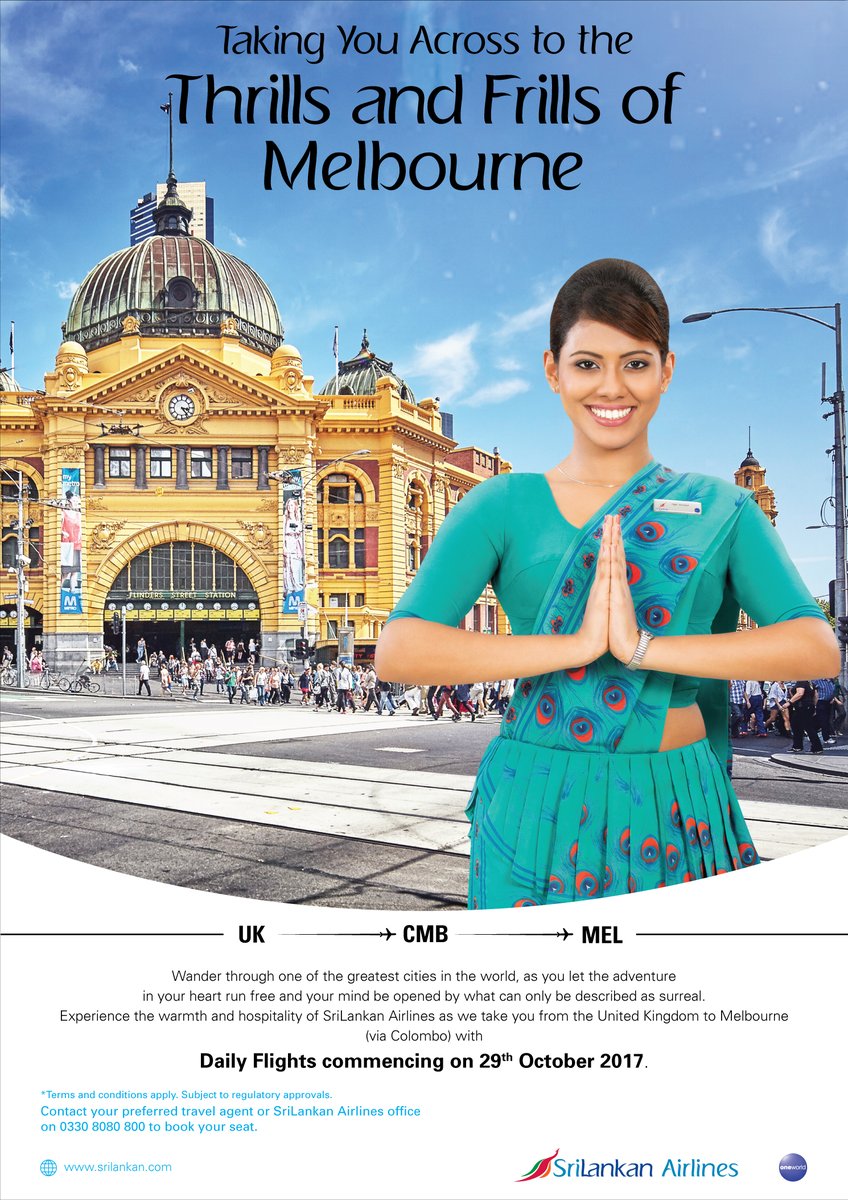 Taking You Across to the
Thrills and Frills of
Melbourne
FLINDERS STREET STATION
M
METRO
M
UK CMB MEL
Wander through one of the greatest cities in the world, as you let the adventure
in your heart run free and your mind be opened by what can only be described as surreal.
Experience the warmth and hospitality of SriLankan Airlines as we take you from the United Kingdom to Melbourne
(via Colombo) with
Daily Flights commencing on 29th October 2017.
*Terms and conditions apply. Subject to regulatory approvals.
Contact your preferred travel agent or SriLankan Airlines office
on 0330 8080 800 to book your seat.
www.srilankan.com
SriLankan Airlines
oneworld